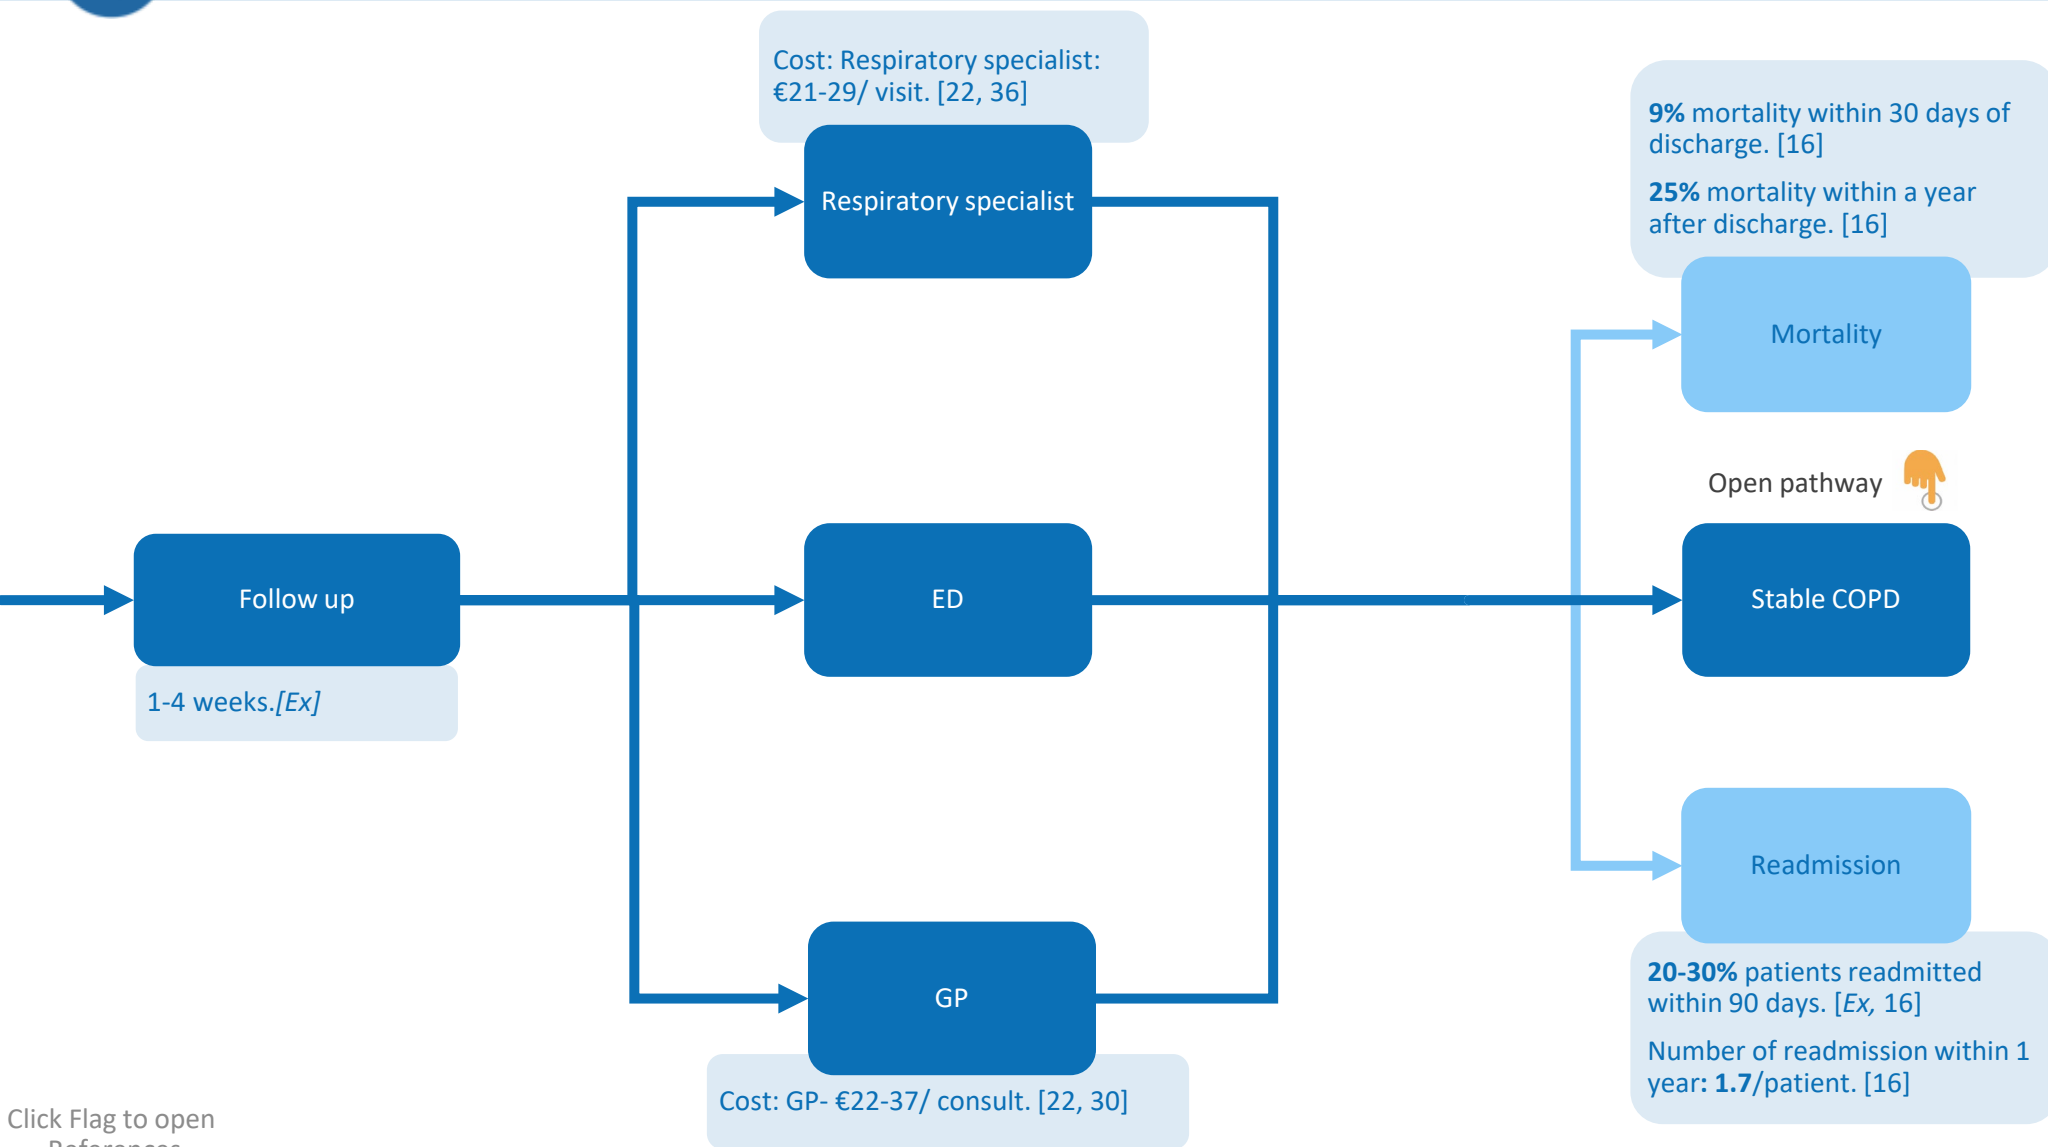 Cost: Respiratory specialist:
€21-29/ visit. [22, 36]
Respiratory specialist
9% mortality within 30 days of
discharge. [16]
25% mortality within a year
after discharge. [16]
Mortality
Open pathway
Follow up
1-4 weeks.[Ex]
ED
Stable COPD
Readmission
20-30% patients readmitted
within 90 days. [Ex, 16]
Number of readmission within 1
year: 1.7/patient. [16]
GP
Cost: GP- €22-37/ consult. [22, 30]
Click Flag to open
References